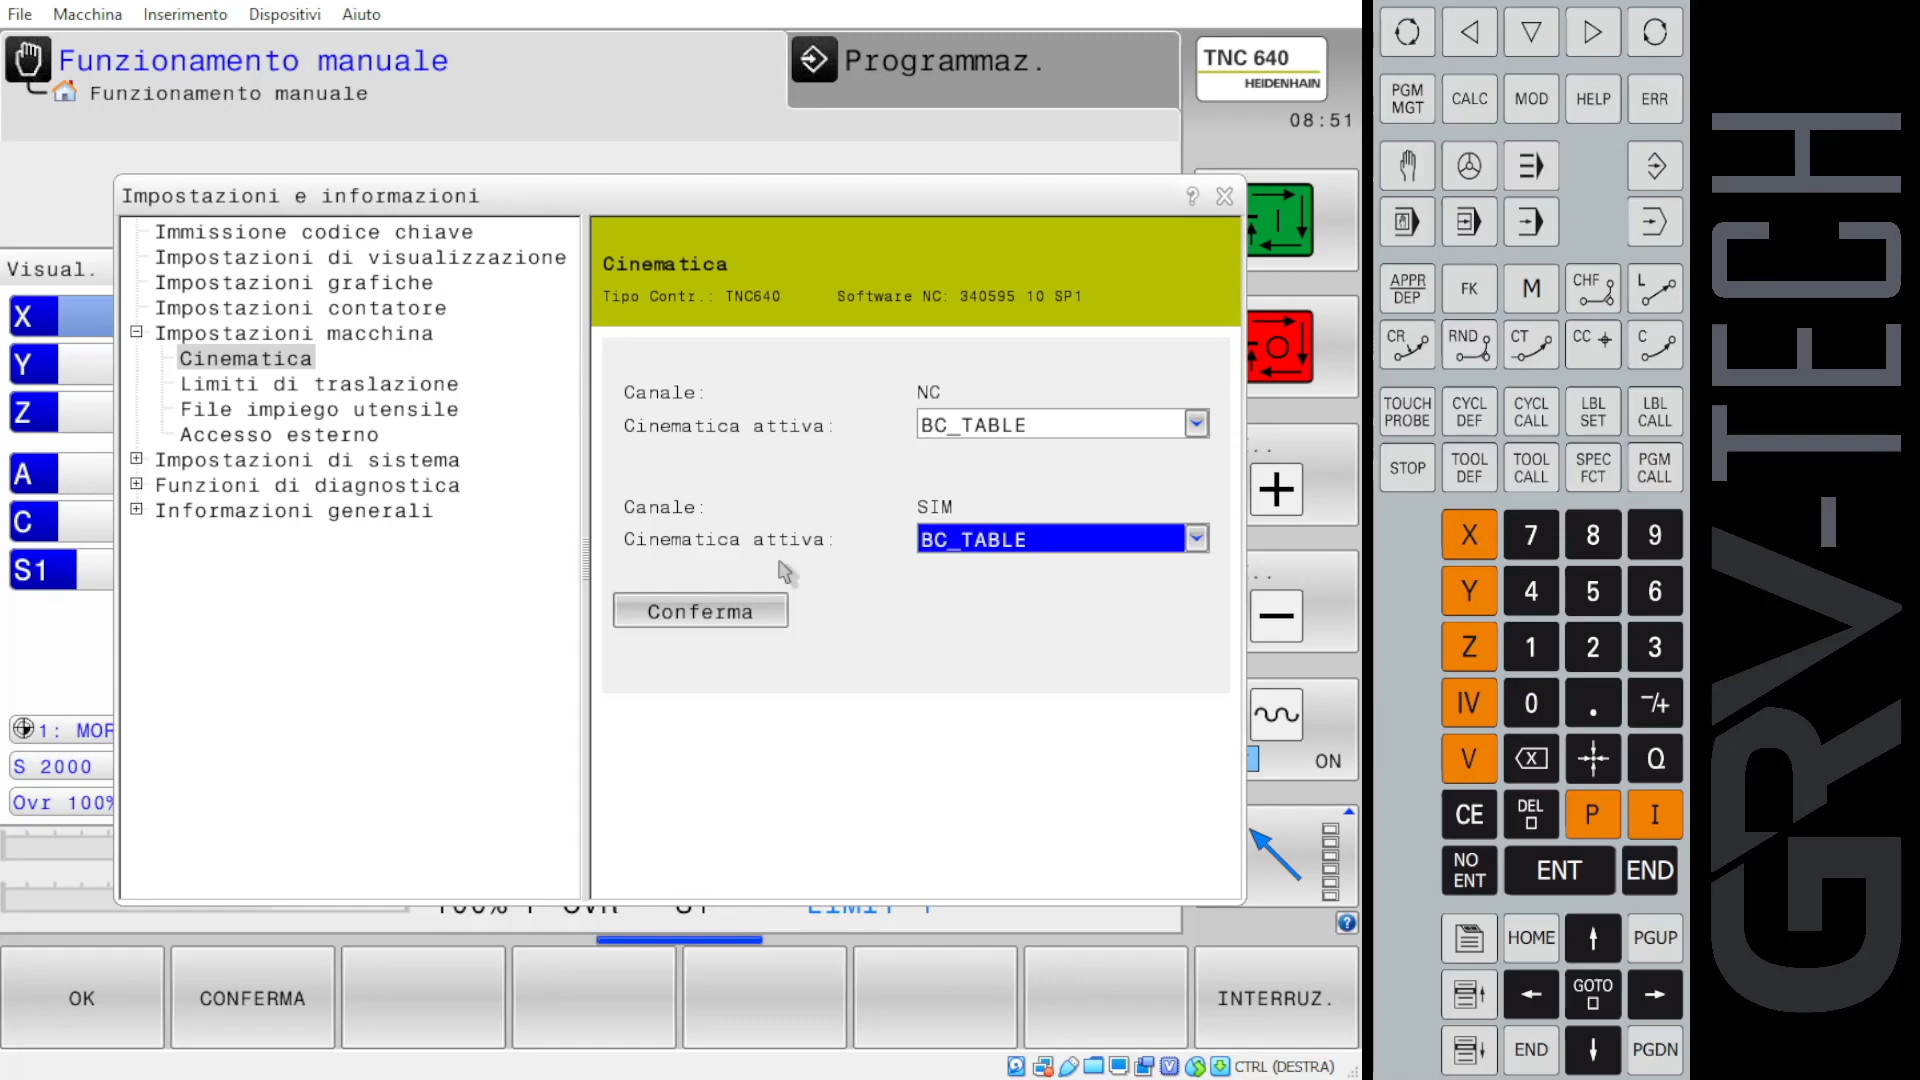 File Macchina Inserimento Dispositivi Aiuto
Funzionamento manuale
Funzionamento manuale
Programmaz.
TNC 640
HEIDENHAIN
08:51
Impostazioni e informazioni
Immissione codice chiave
Impostazioni di visualizzazione
Impostazioni grafiche
Impostazioni contatore
Impostazioni macchina
Cinematica
Limiti di traslazione
File impiego utensile
Accesso esterno
Impostazioni di sistema
Funzioni di diagnostica
Informazioni generali
Cinematica
Tipo Contr.: TNC640 Software NC: 340595 10 SP1
Canale: NC
Cinematica attiva: BC_TABLE
Canale: SIM
Cinematica attiva: BC_TABLE
Conferma
Visual.
X
Y
Z
A
C
S1
1: MOR
S 2000
Ovr 100%
ON
OK
CONFERMA
INTERRUZ.
CTRL (DESTRA)
PGM MGT
CALC
MOD
HELP
ERR
APPR DEP
FK
M
CHF
L
CR
RND
CT
CC
C
TOUCH PROBE
CYCL DEF
CYCL CALL
LBL SET
LBL CALL
STOP
TOOL DEF
TOOL CALL
SPEC FCT
PGM CALL
X 7 8 9
Y 4 5 6
Z 1 2 3
IV 0 . -/+
V X Q
CE
DEL
P
I
NO ENT
ENT
END
HOME
PGUP
GOTO
END
PGDN
GRV-TECH